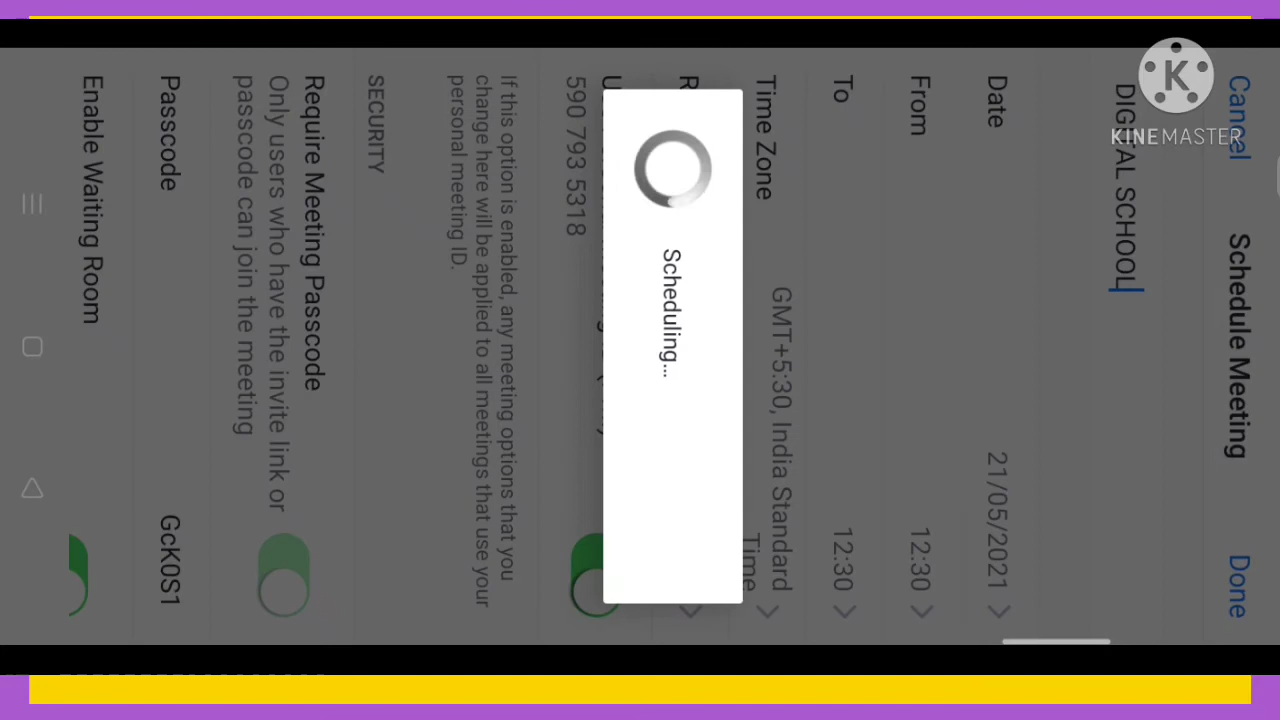 Cancel
Schedule Meeting
Done
DIGITAL SCHOOL
Date
21/05/2021
From
12:30
To
12:30
Time Zone
GMT+5:30, India Standard
Time
590 793 5318
If this option is enabled, any meeting options that you
change here will be applied to all meetings that use your
personal meeting ID.
SECURITY
Require Meeting Passcode
Only users who have the invite link or
passcode can join the meeting
Passcode
GcK0S1
Enable Waiting Room
Scheduling...
KINEMASTER